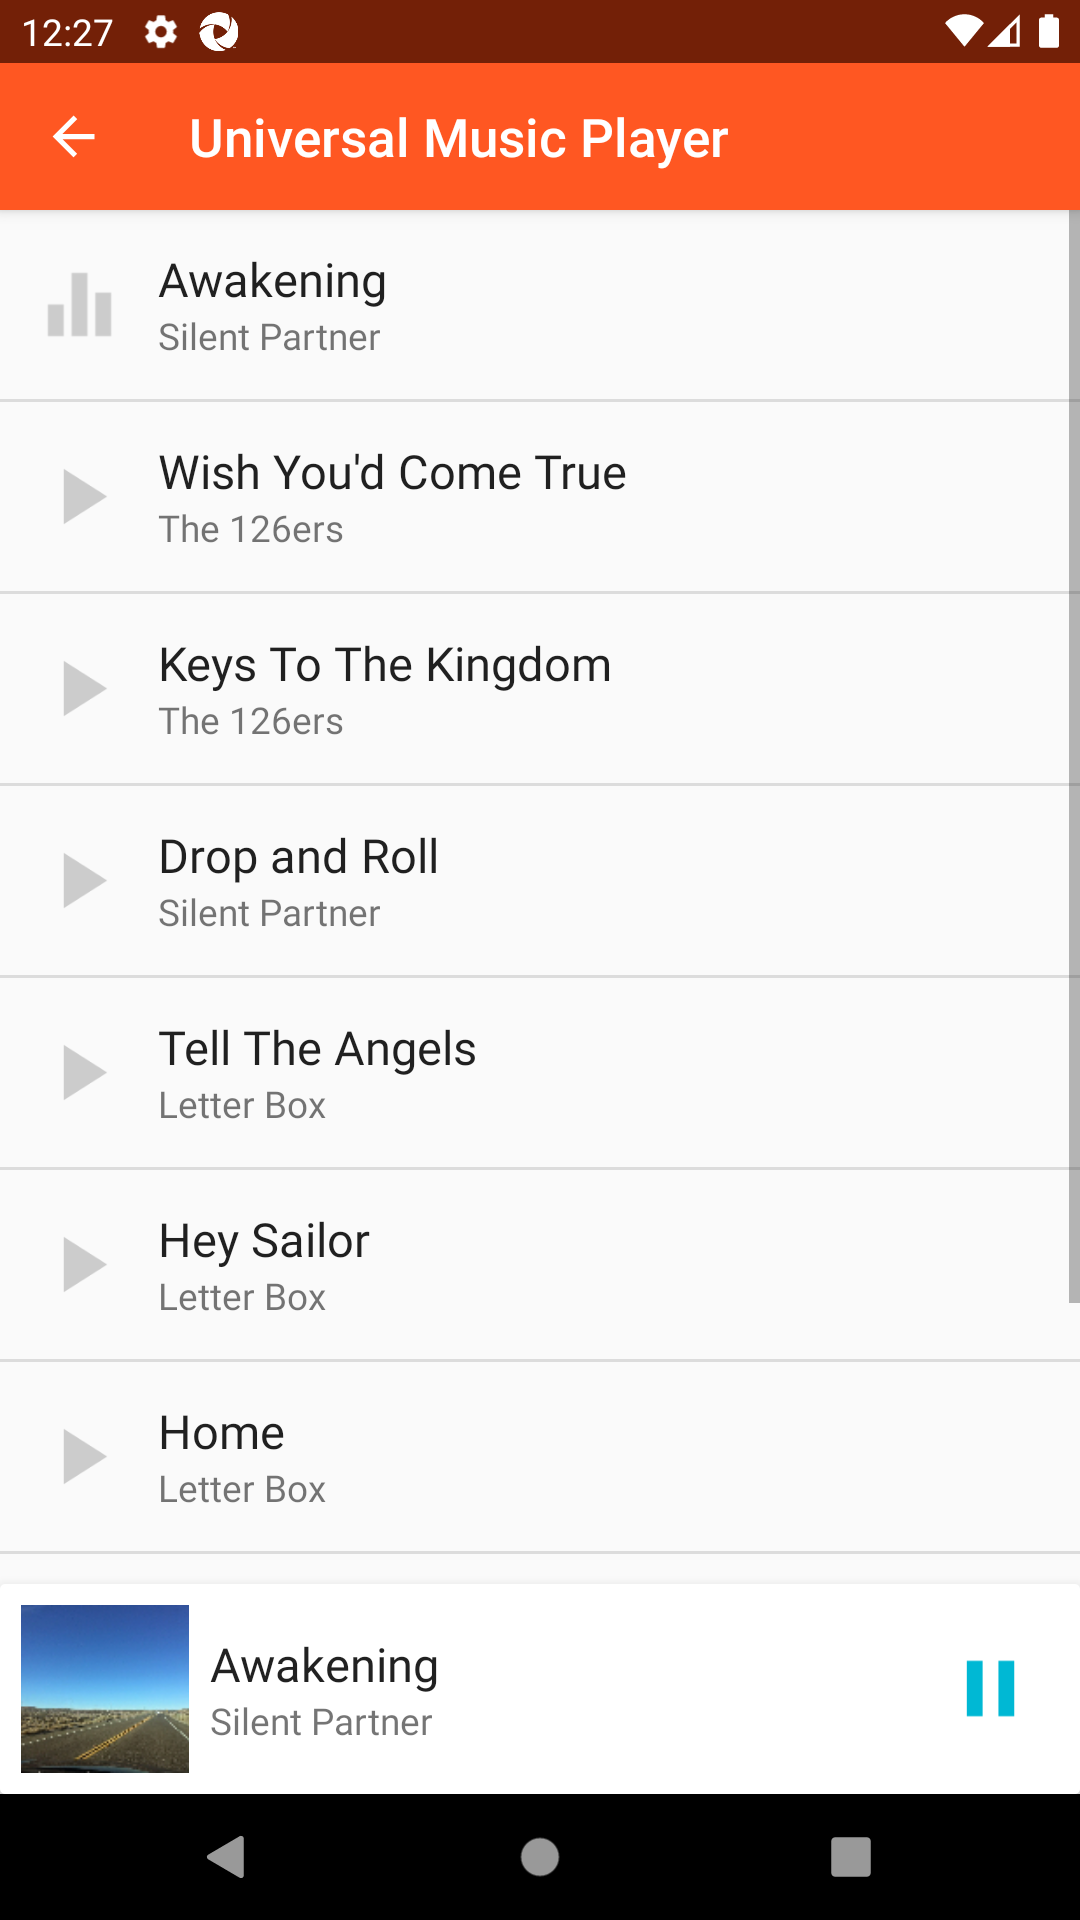 12:27
Universal Music Player
Awakening
Silent Partner
Wish You'd Come True
The 126ers
Keys To The Kingdom
The 126ers
Drop and Roll
Silent Partner
Tell The Angels
Letter Box
Hey Sailor
Letter Box
Home
Letter Box
Awakening
Silent Partner